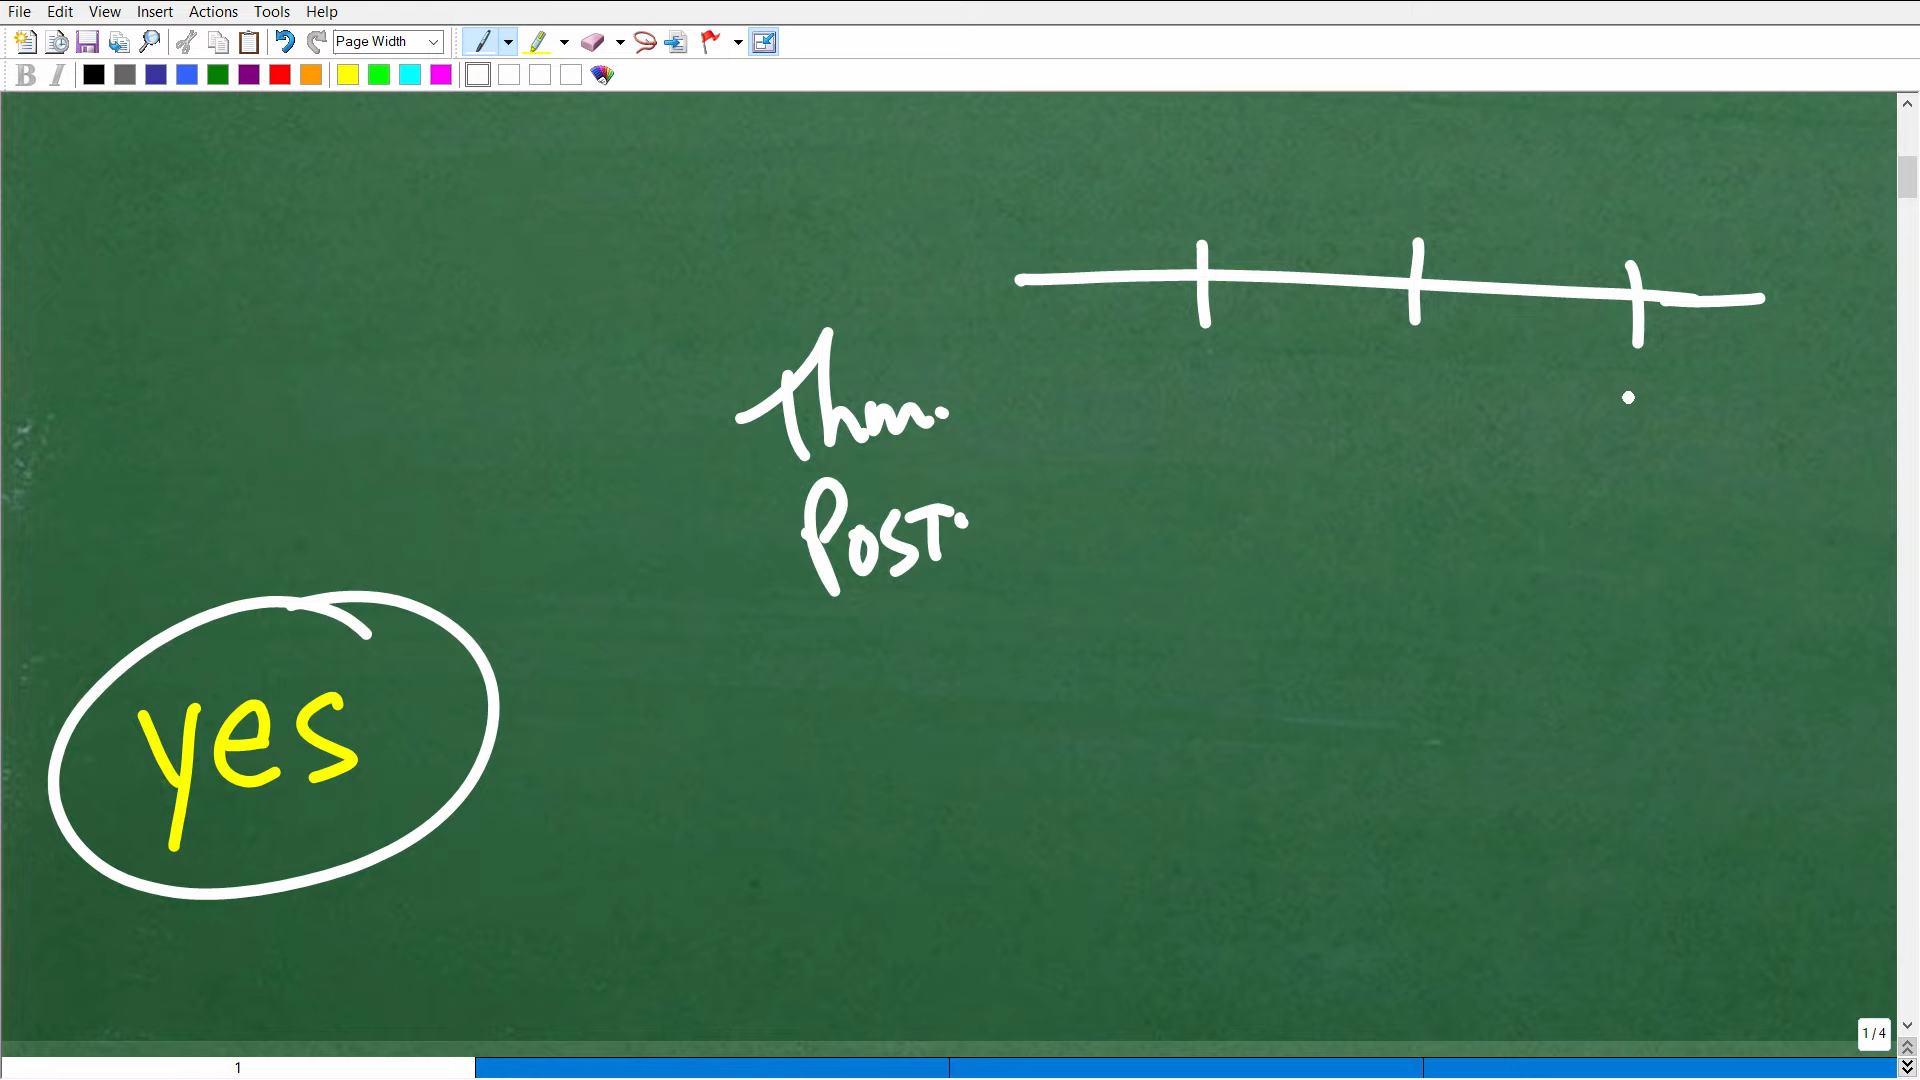 File Edit View Insert Actions Tools Help
Page Width
B I
Thm.
Post.
yes
1 / 4
1